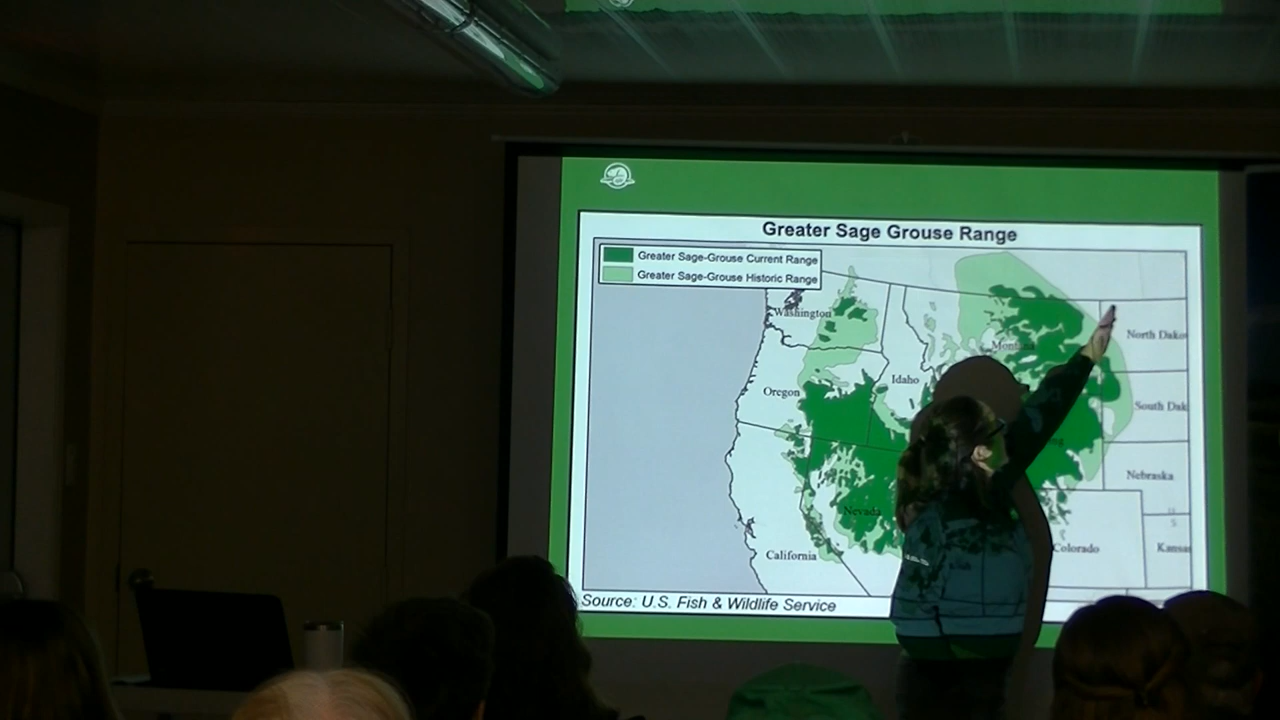 Greater Sage Grouse Range
Greater Sage-Grouse Current Range
Greater Sage-Grouse Historic Range
Washington
Montana
North Dako
Oregon
Idaho
South Dak
Nebraska
Nevada
U
S
California
Colorado
Kansas
Source: U.S. Fish & Wildlife Service